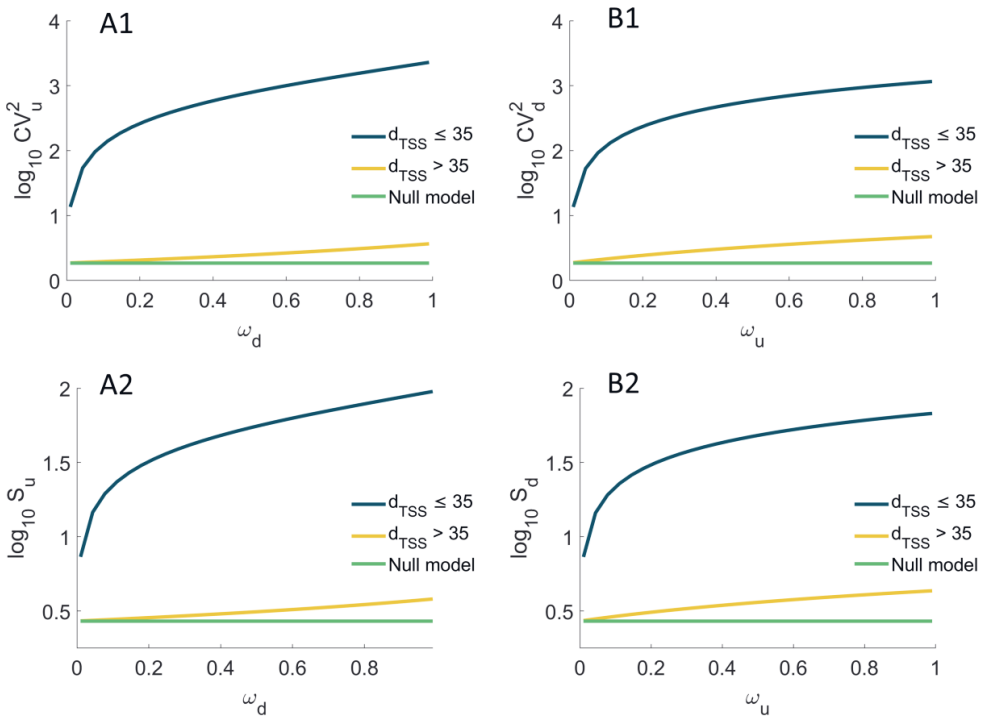 A1
log10 CV²u
4
3
2
1
0
0 0.2 0.4 0.6 0.8 1
ωd
dTSS ≤ 35
dTSS > 35
Null model
B1
log10 CV²d
4
3
2
1
0
0 0.2 0.4 0.6 0.8 1
ωu
dTSS ≤ 35
dTSS > 35
Null model
A2
log10 Su
2
1.5
1
0.5
0 0.2 0.4 0.6 0.8
ωd
dTSS ≤ 35
dTSS > 35
Null model
B2
log10 Sd
2
1.5
1
0.5
0 0.2 0.4 0.6 0.8 1
ωu
dTSS ≤ 35
dTSS > 35
Null model